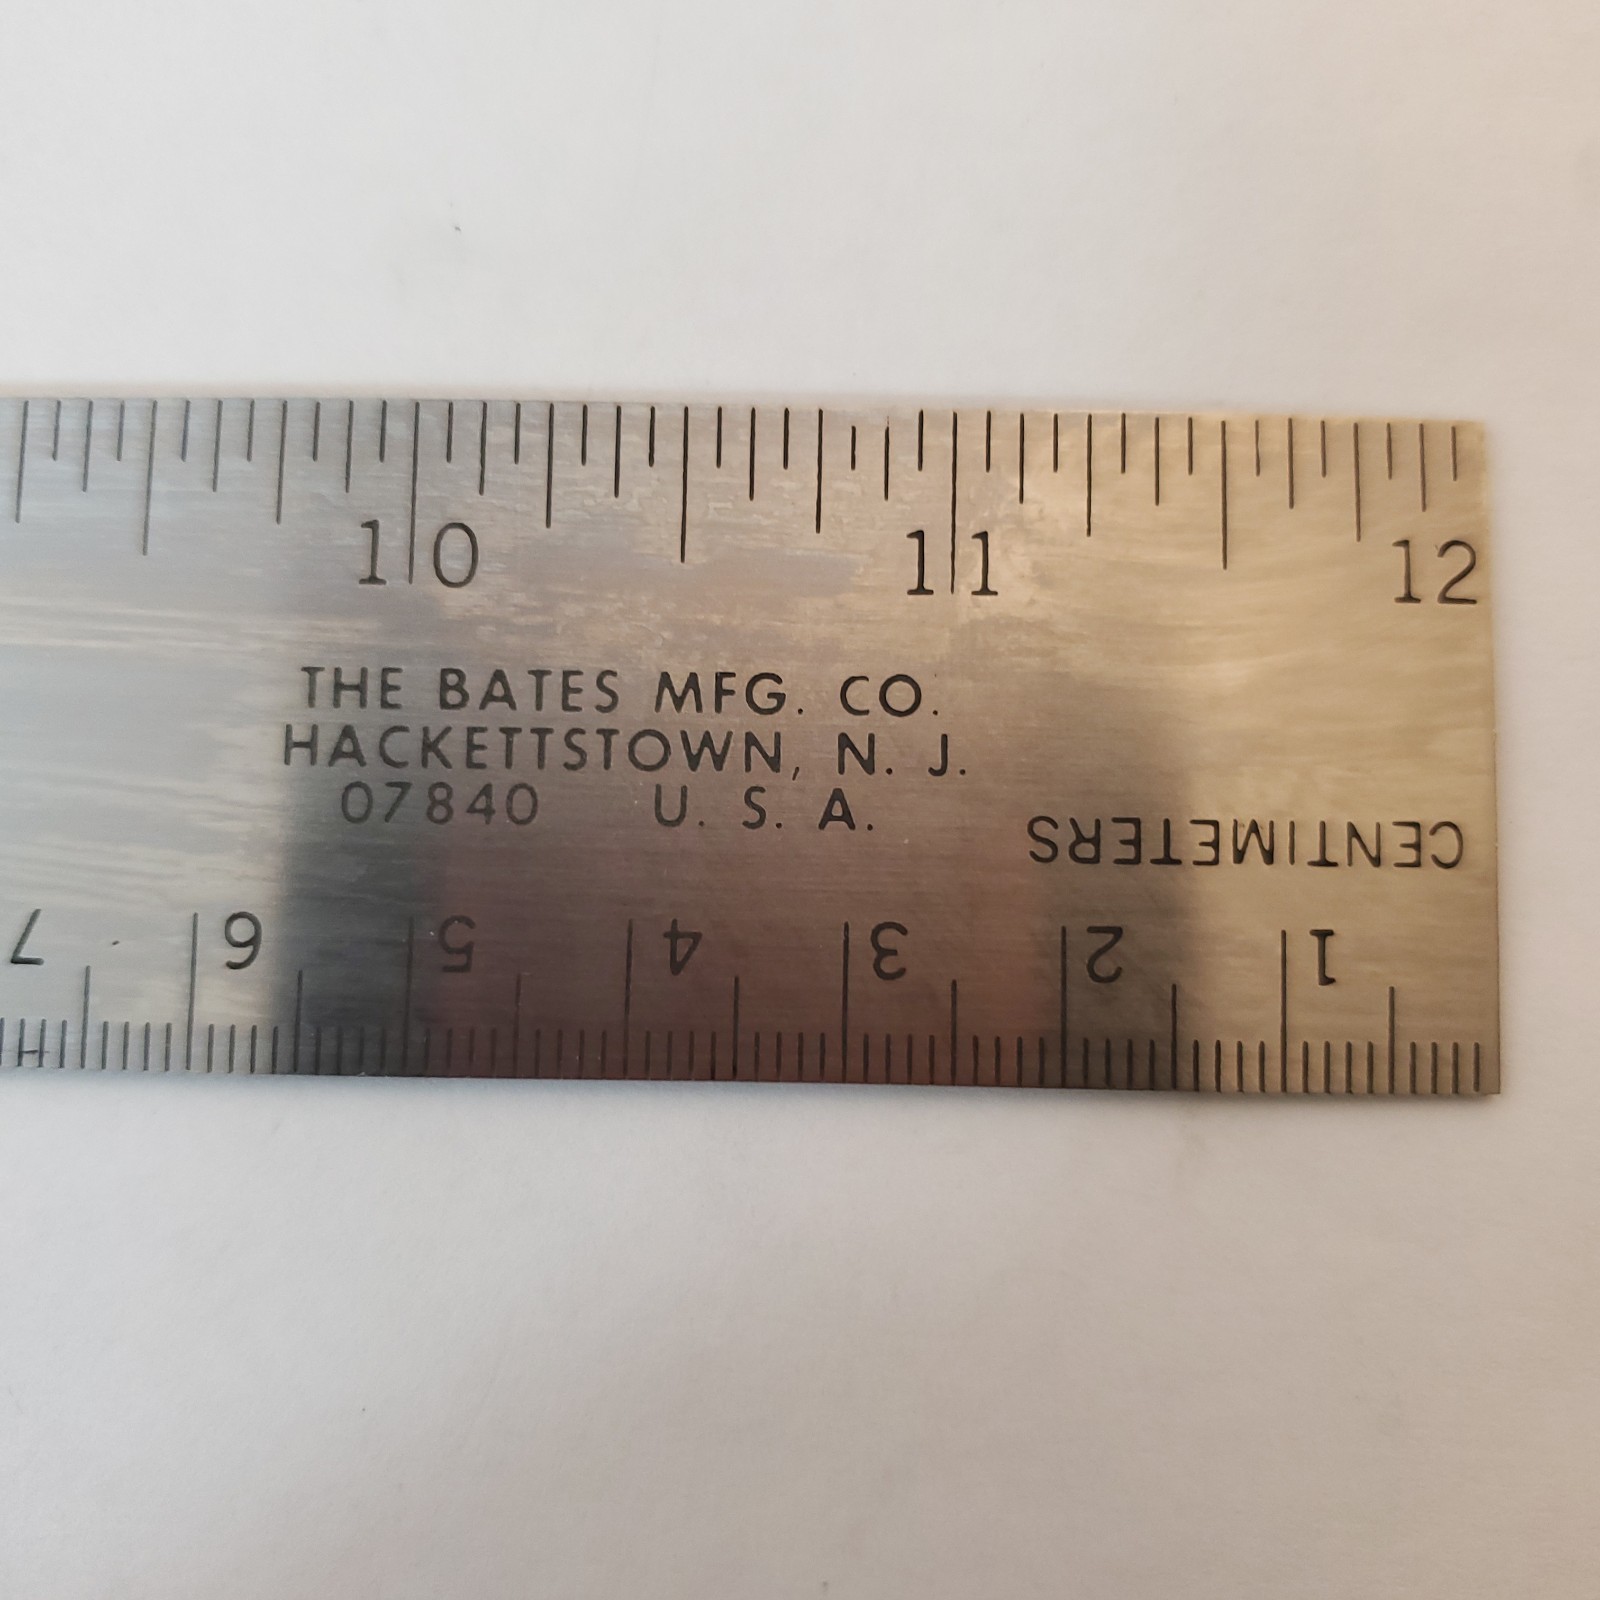 10 11 12
THE BATES MFG. CO.
HACKETTSTOWN, N. J.
07840 U. S. A.
CENTIMETERS
1 2 3 4 5 6 7